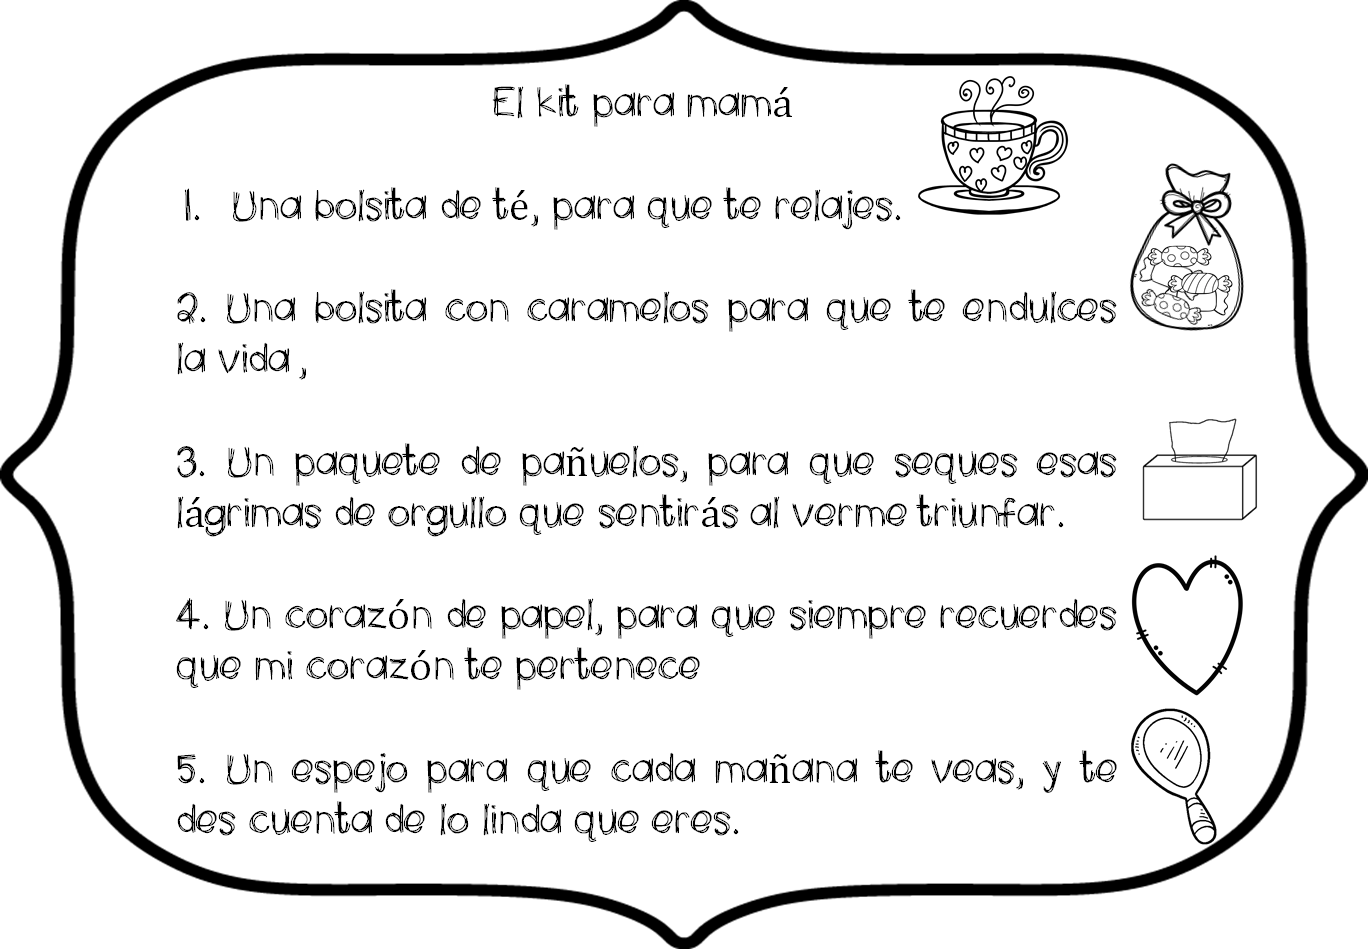 El kit para mamá
1. Una bolsita de té, para que te relajes.
2. Una bolsita con caramelos para que te endulces
la vida ,
3. Un paquete de pañuelos, para que seques esas
lágrimas de orgullo que sentirás al verme triunfar.
4. Un corazón de papel, para que siempre recuerdes
que mi corazón te pertenece
5. Un espejo para que cada mañana te veas, y te
des cuenta de lo linda que eres.